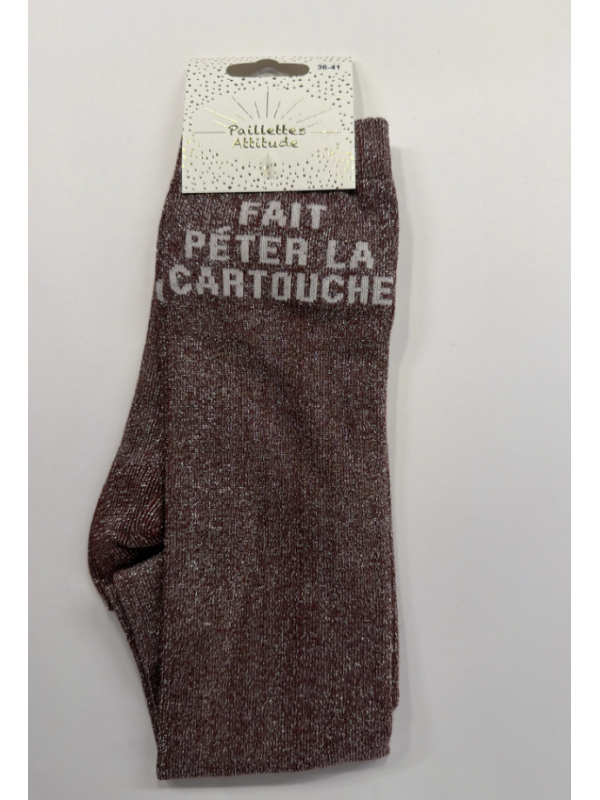 36-41
Paillettes
Attitude
FAIT
PÉTER LA
CARTOUCHE